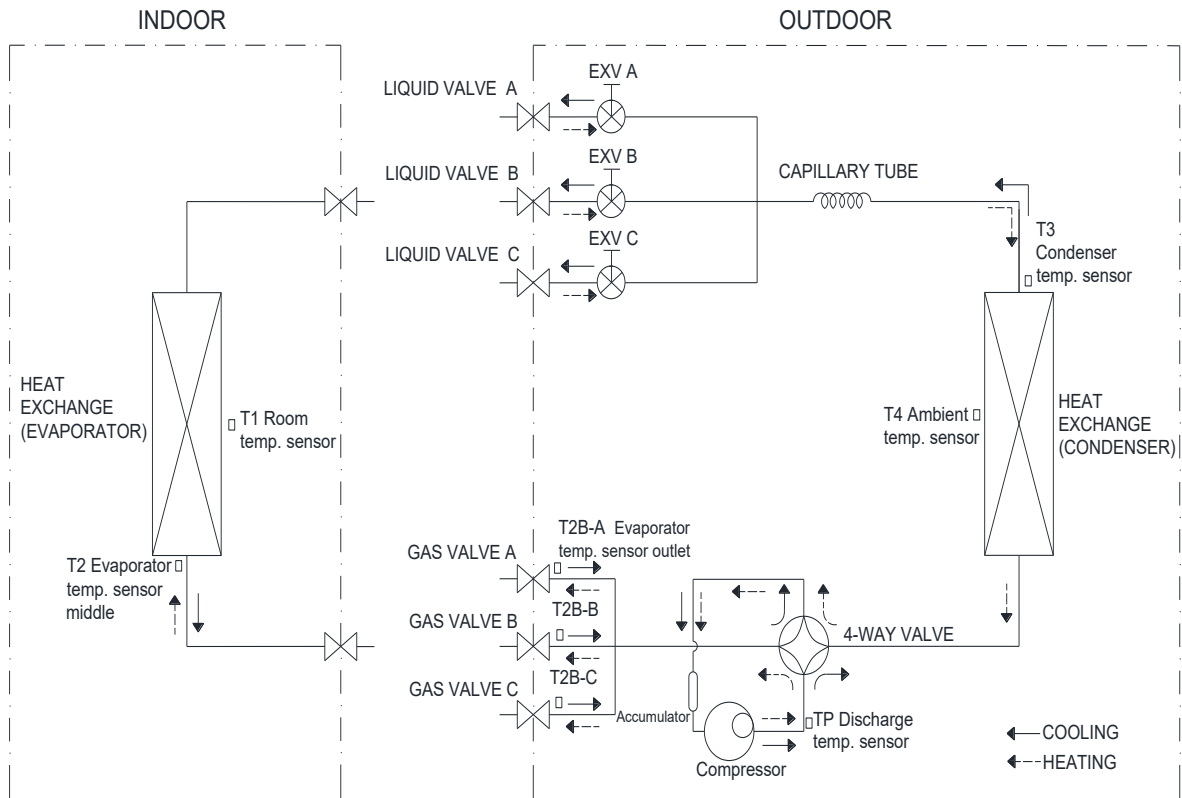 INDOOR
OUTDOOR
LIQUID VALVE A
EXV A
LIQUID VALVE B
EXV B
CAPILLARY TUBE
LIQUID VALVE C
EXV C
T3
Condenser
temp. sensor
HEAT
EXCHANGE
(EVAPORATOR)
T1 Room
temp. sensor
T4 Ambient
temp. sensor
HEAT
EXCHANGE
(CONDENSER)
T2 Evaporator
temp. sensor
middle
GAS VALVE A
T2B-A Evaporator
temp. sensor outlet
GAS VALVE B
T2B-B
4-WAY VALVE
GAS VALVE C
T2B-C
Accumulator
TP Discharge
temp. sensor
Compressor
COOLING
HEATING